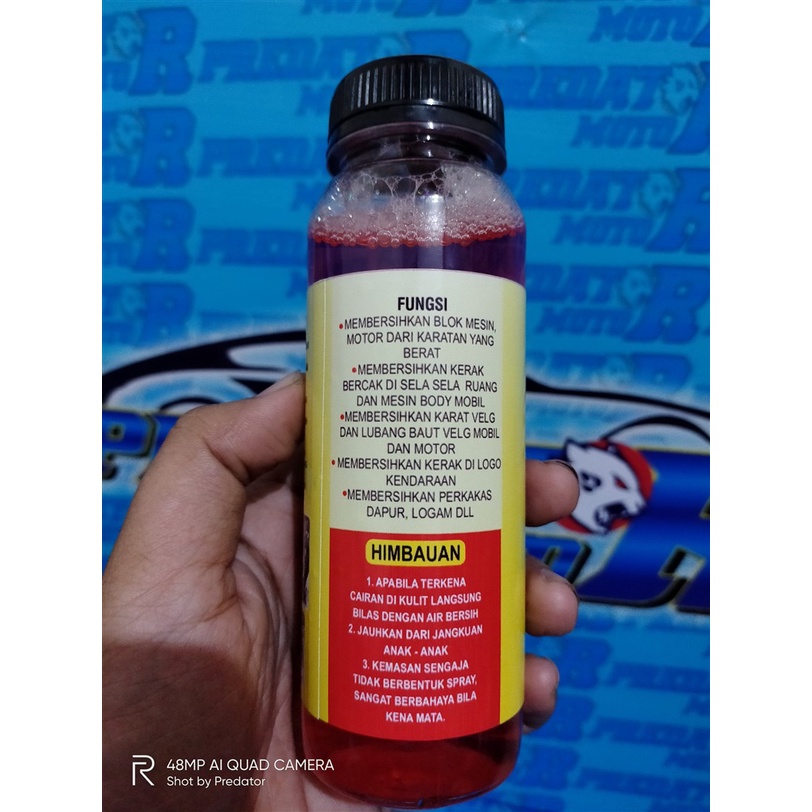 FUNGSI
•MEMBERSIHKAN BLOK MESIN,
MOTOR DARI KARATAN YANG
BERAT
•MEMBERSIHKAN KERAK
BERCAK DI SELA SELA RUANG
DAN MESIN BODY MOBIL
•MEMBERSIHKAN KARAT VELG
DAN LUBANG BAUT VELG MOBIL
DAN MOTOR
•MEMBERSIHKAN KERAK DI LOGO
KENDARAAN
•MEMBERSIHKAN PERKAKAS
DAPUR, LOGAM DLL
HIMBAUAN
1. APABILA TERKENA
CAIRAN DI KULIT LANGSUNG
BILAS DENGAN AIR BERSIH
2. JAUHKAN DARI JANGKUAN
ANAK - ANAK
3. KEMASAN SENGAJA
TIDAK BERBENTUK SPRAY,
SANGAT BERBAHAYA BILA
KENA MATA.
R
48MP AI QUAD CAMERA
Shot by Predator